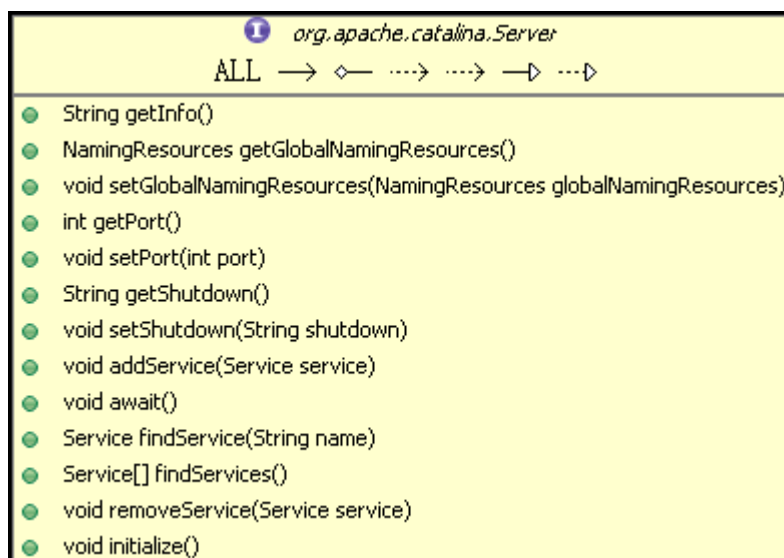 I org.apache.catalina.Server
ALL
String getInfo()
NamingResources getGlobalNamingResources()
void setGlobalNamingResources(NamingResources globalNamingResources)
int getPort()
void setPort(int port)
String getShutdown()
void setShutdown(String shutdown)
void addService(Service service)
void await()
Service findService(String name)
Service[] findServices()
void removeService(Service service)
void initialize()